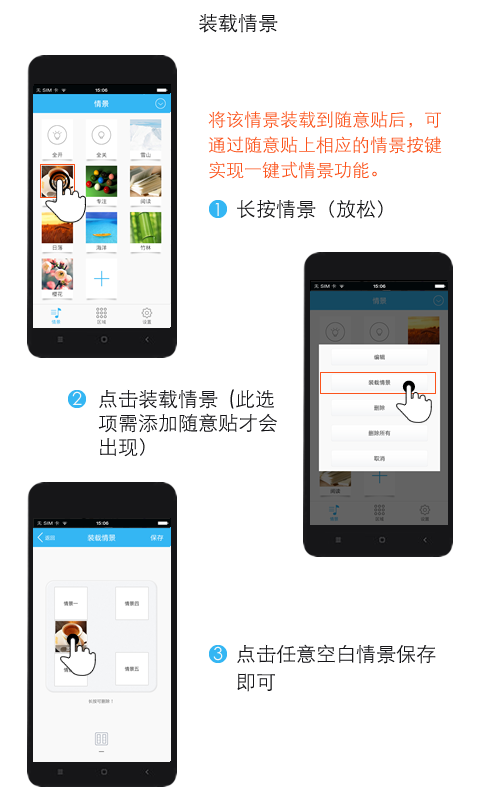 装载情景
无 SIM 卡
15:06
情景
全开
全关
雪山
将该情景装载到随意贴后，可
通过随意贴上相应的情景按键
实现一键式情景功能。
专注
阅读
1 长按情景（放松）
日落
海洋
竹林
樱花
情景
区域
设置
无 SIM 卡
15:06
情景
编辑
装载情景
删除
删除所有
取消
阅读
情景
区域
设置
2 点击装载情景（此选
项需添加随意贴才会
出现）
无 SIM 卡
15:06
返回
装载情景
保存
情景一
情景四
情景五
长按可删除！
3 点击任意空白情景保存
即可